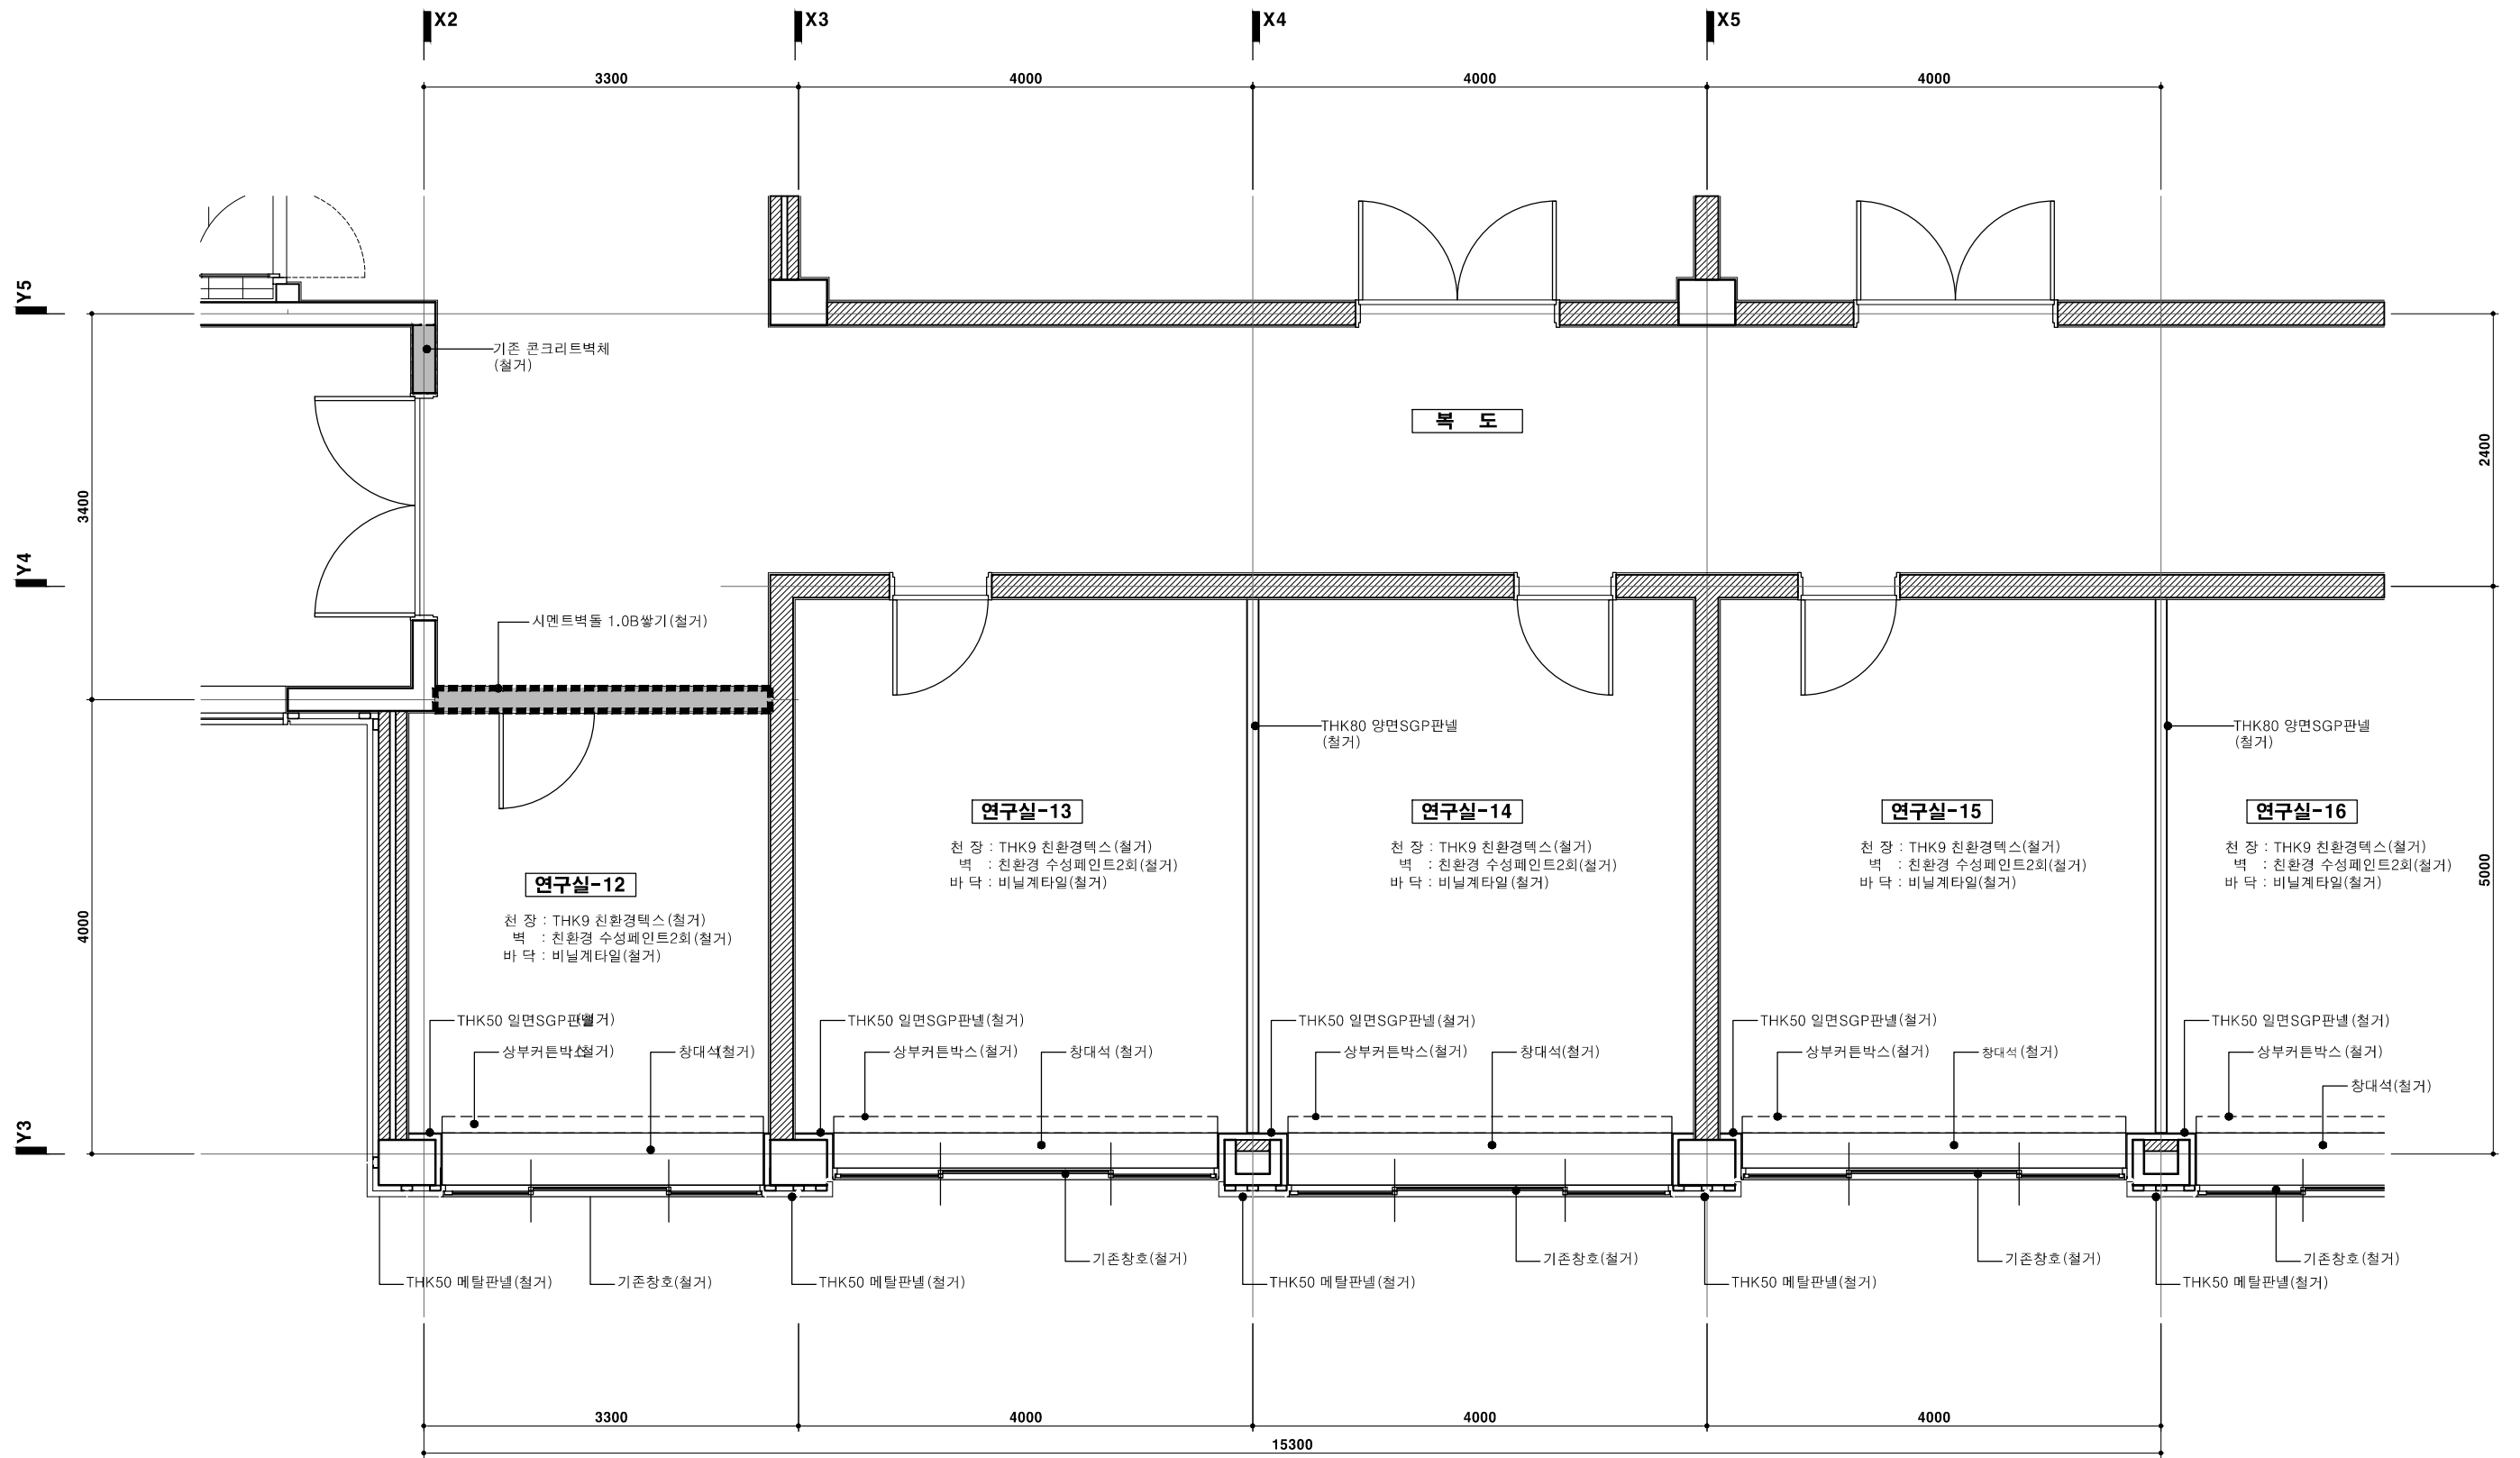 X2
X3
X4
X5
3300
4000
4000
4000
Y5
기존 콘크리트벽체
(철거)
복 도
2400
3400
Y4
시멘트벽돌 1.0B쌓기(철거)
THK80 양면SGP판넬
(철거)
THK80 양면SGP판넬
(철거)
연구실-13
천 장 : THK9 친환경텍스(철거)
벽 : 친환경 수성페인트2회(철거)
바 닥 : 비닐계타일(철거)
연구실-14
천 장 : THK9 친환경텍스(철거)
벽 : 친환경 수성페인트2회(철거)
바 닥 : 비닐계타일(철거)
연구실-15
천 장 : THK9 친환경텍스(철거)
벽 : 친환경 수성페인트2회(철거)
바 닥 : 비닐계타일(철거)
연구실-16
천 장 : THK9 친환경텍스(철거)
벽 : 친환경 수성페인트2회(철거)
바 닥 : 비닐계타일(철거)
5000
연구실-12
천 장 : THK9 친환경텍스(철거)
벽 : 친환경 수성페인트2회(철거)
바 닥 : 비닐계타일(철거)
4000
THK50 일면SGP판넬(철거)
THK50 일면SGP판넬(철거)
THK50 일면SGP판넬(철거)
THK50 일면SGP판넬(철거)
THK50 일면SGP판넬(철거)
상부커튼박스(철거)
창대석(철거)
상부커튼박스(철거)
창대석 (철거)
상부커튼박스(철거)
창대석(철거)
상부커튼박스(철거)
창대석 (철거)
상부커튼박스(철거)
창대석(철거)
Y3
기존창호(철거)
기존창호(철거)
기존창호(철거)
기존창호(철거)
THK50 메탈판넬(철거)
기존창호(철거)
THK50 메탈판넬(철거)
THK50 메탈판넬(철거)
THK50 메탈판넬(철거)
THK50 메탈판넬(철거)
3300
4000
4000
4000
15300